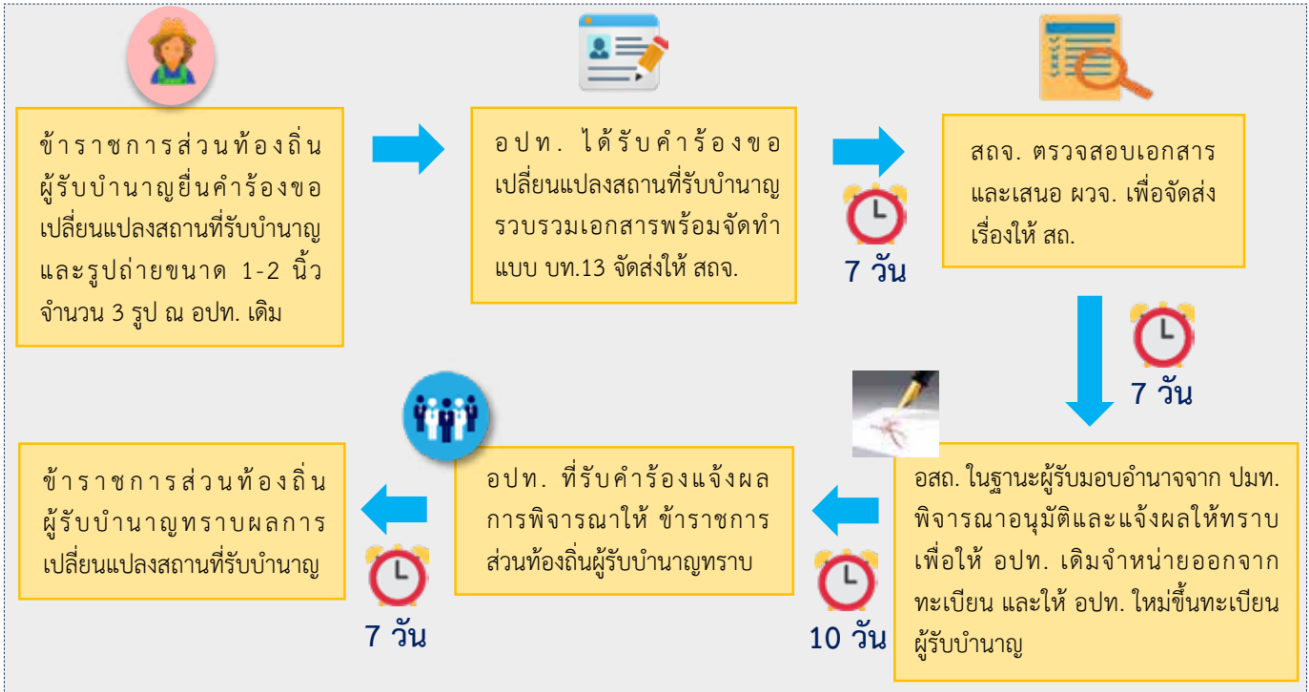 ข้าราชการส่วนท้องถิ่น
ผู้รับบำนาญยื่นคำร้องขอ
เปลี่ยนแปลงสถานที่รับบำนาญ
และรูปถ่ายขนาด 1-2 นิ้ว
จำนวน 3 รูป ณ อปท. เดิม
อปท. ได้รับคำร้องขอ
เปลี่ยนแปลงสถานที่รับบำนาญ
รวบรวมเอกสารพร้อมจัดทำ
แบบ บท.13 จัดส่งให้ สถจ.
7 วัน
สถจ. ตรวจสอบเอกสาร
และเสนอ ผวจ. เพื่อจัดส่ง
เรื่องให้ สถ.
7 วัน
อสถ. ในฐานะผู้รับมอบอำนาจจาก ปมท.
พิจารณาอนุมัติและแจ้งผลให้ทราบ
เพื่อให้ อปท. เดิมจำหน่ายออกจาก
ทะเบียน และให้ อปท. ใหม่ขึ้นทะเบียน
ผู้รับบำนาญ
10 วัน
อปท. ที่รับคำร้องแจ้งผล
การพิจารณาให้ ข้าราชการ
ส่วนท้องถิ่นผู้รับบำนาญทราบ
7 วัน
ข้าราชการส่วนท้องถิ่น
ผู้รับบำนาญทราบผลการ
เปลี่ยนแปลงสถานที่รับบำนาญ